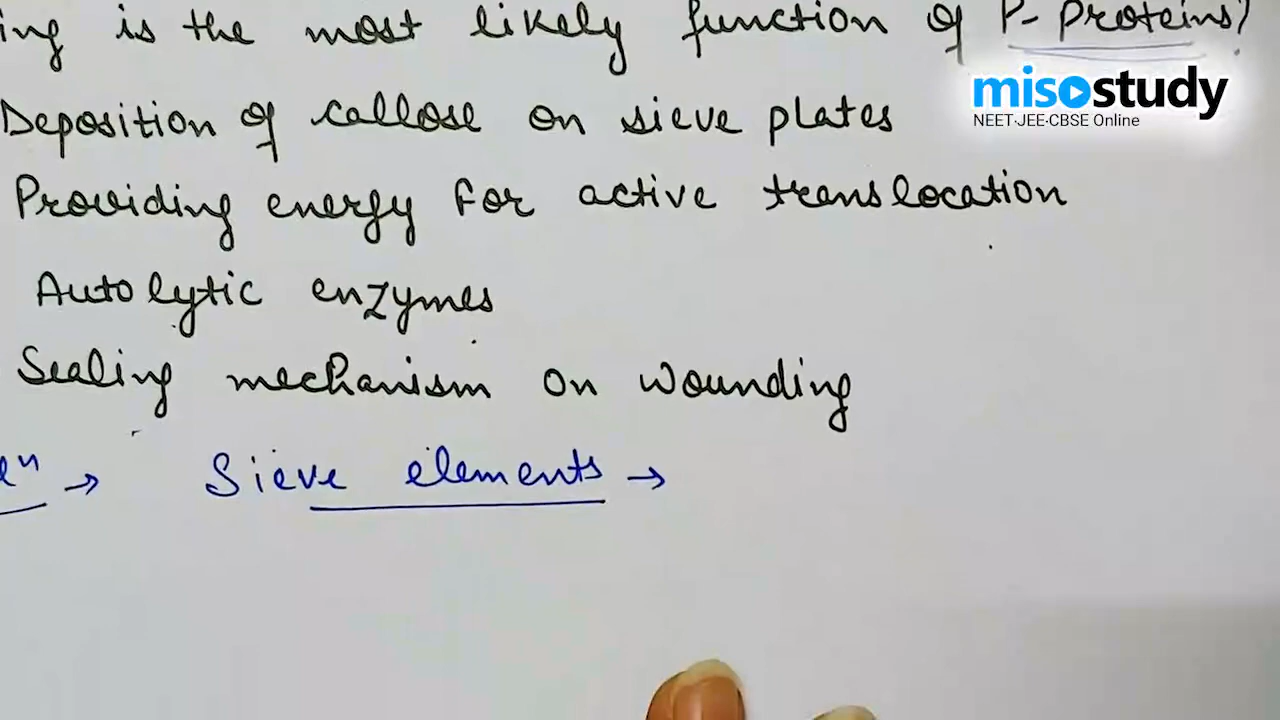 ing is the most likely function of P-Proteins?
misostudy
NEET·JEE·CBSE Online
Deposition of callose on sieve plates
Providing energy for active translocation
Autolytic enzymes
Sealing mechanism on wounding
→ Sieve elements →